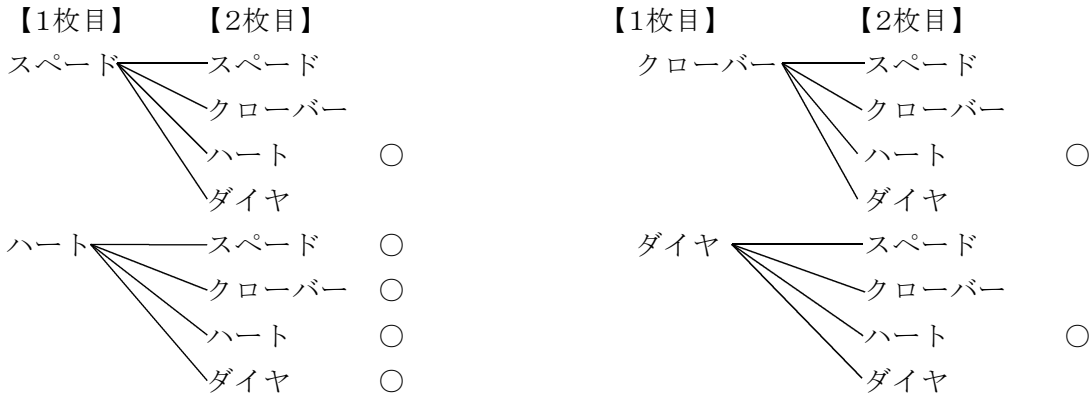 【1枚目】 【2枚目】 【1枚目】 【2枚目】
スペード スペード クローバー スペード
クローバー クローバー
ハート ○ ハート ○
ダイヤ ダイヤ
ハート スペード ○ ダイヤ スペード
クローバー ○ クローバー
ハート ○ ハート ○
ダイヤ ○ ダイヤ